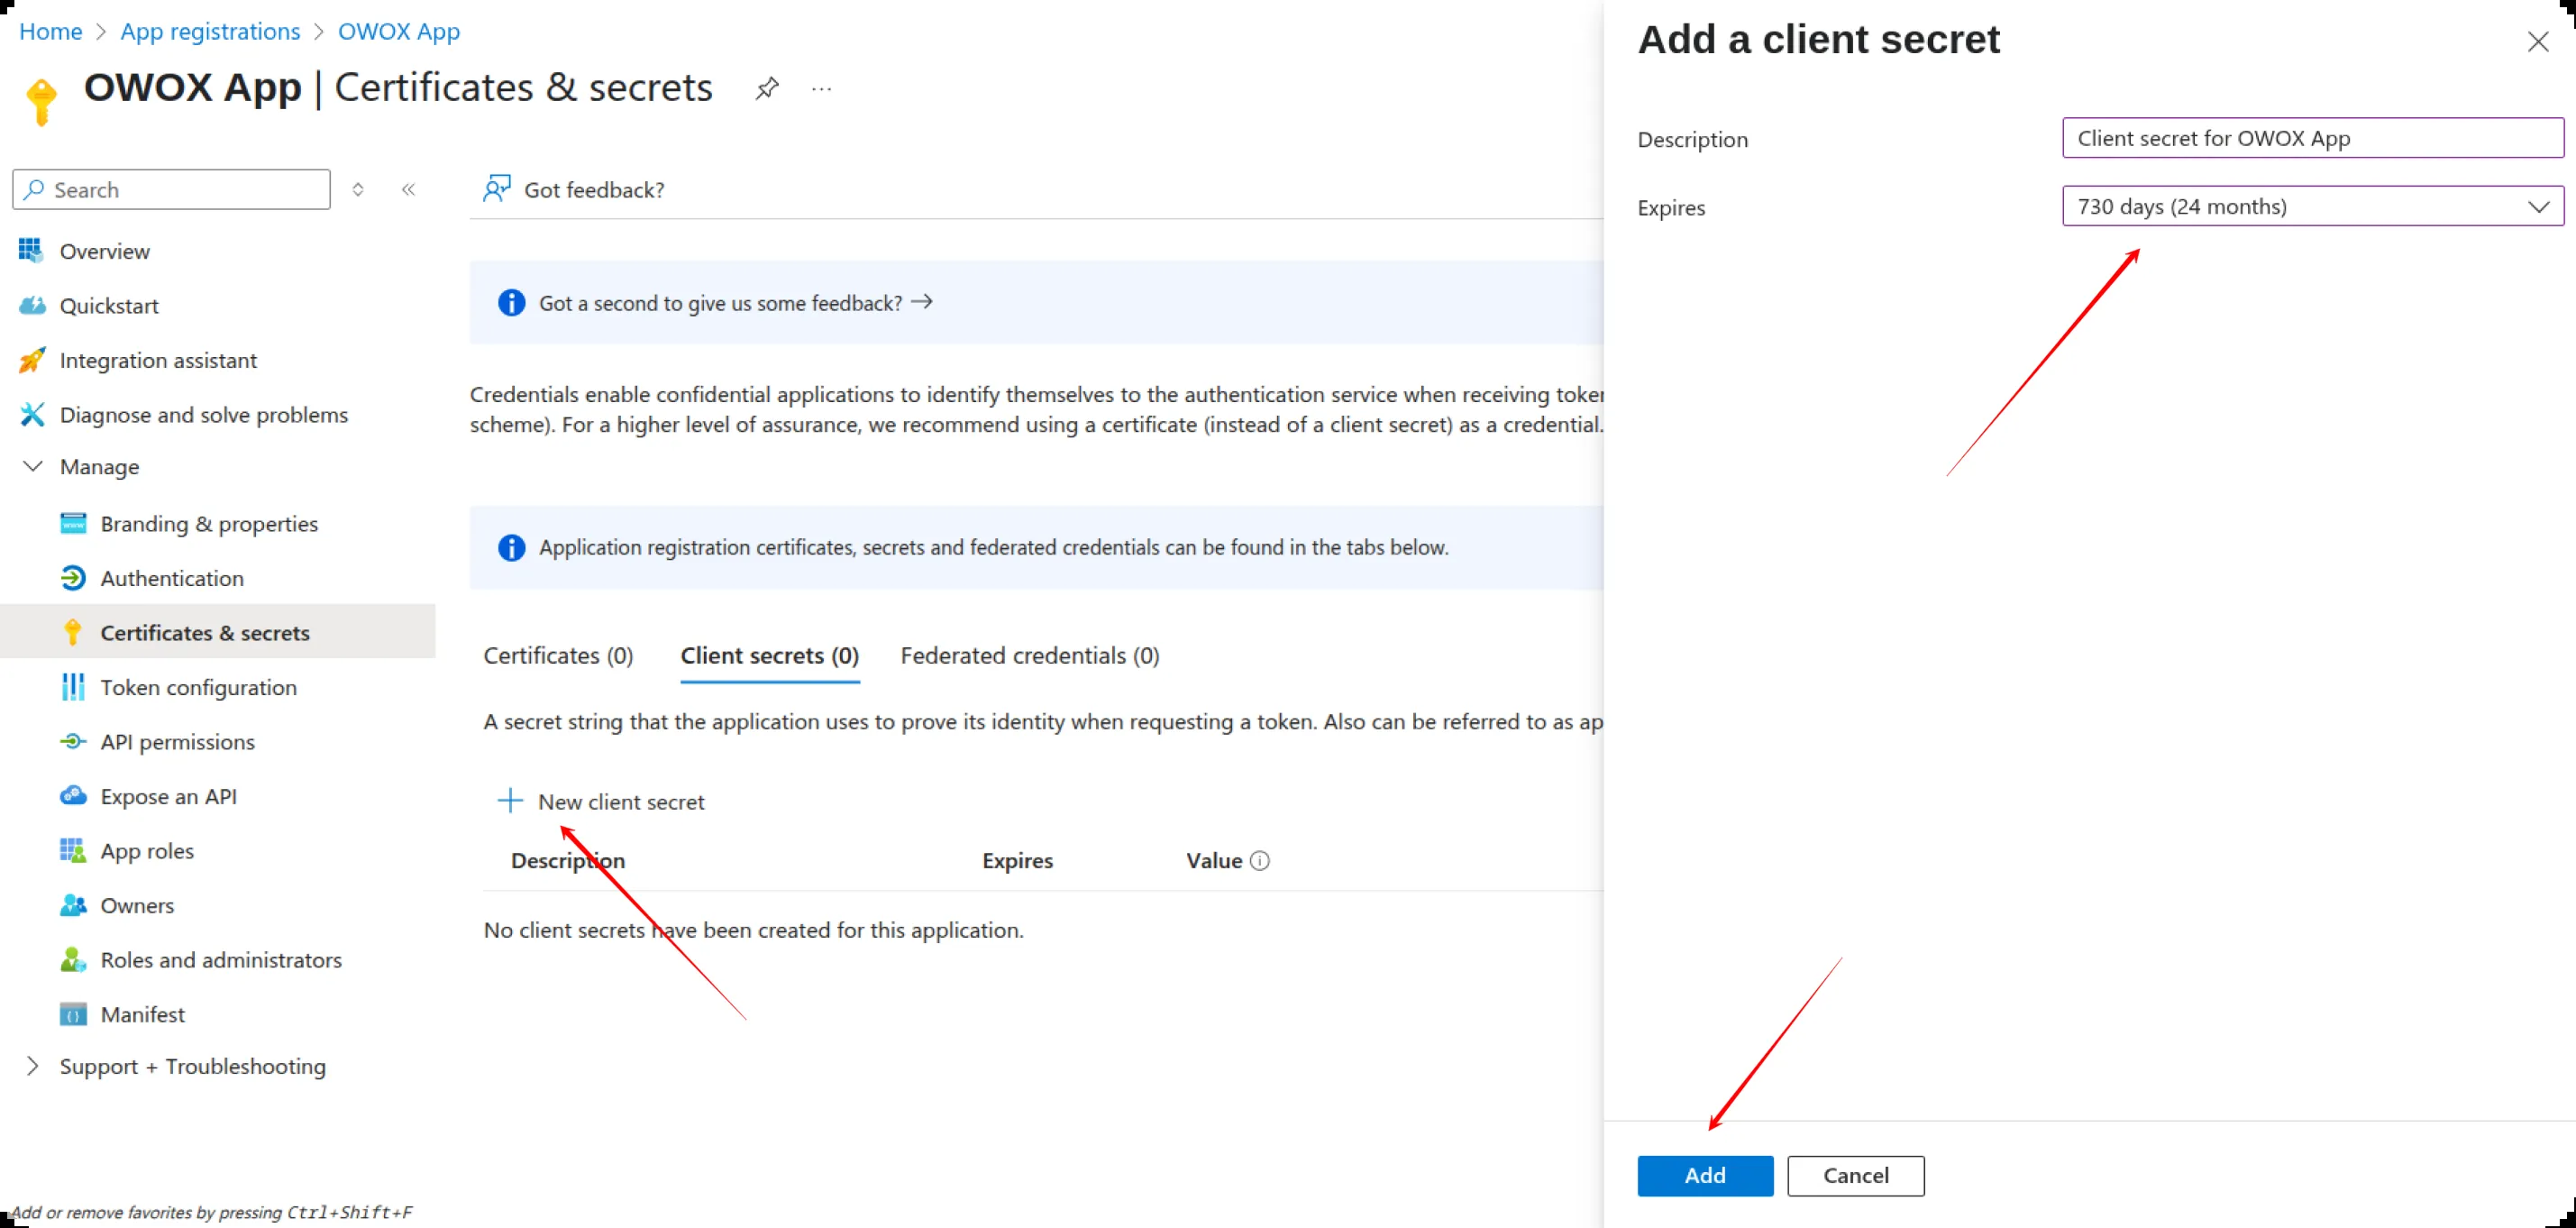 Home > App registrations > OWOX App
OWOX App | Certificates & secrets ...
Search
Overview
Quickstart
Integration assistant
Diagnose and solve problems
Manage
Branding & properties
Authentication
Certificates & secrets
Token configuration
API permissions
Expose an API
App roles
Owners
Roles and administrators
Manifest
Support + Troubleshooting
Add or remove favorites by pressing Ctrl+Shift+F
Got feedback?
Got a second to give us some feedback?
Credentials enable confidential applications to identify themselves to the authentication service when receiving
scheme). For a higher level of assurance, we recommend using a certificate (instead of a client secret) as a credential.
Application registration certificates, secrets and federated credentials can be found in the tabs below.
Certificates (0) Client secrets (0) Federated credentials (0)
A secret string that the application uses to prove its identity when requesting a token. Also can be referred to as
New client secret
Description Expires Value
No client secrets have been created for this application.
Add a client secret
Description Client secret for OWOX App
Expires 730 days (24 months)
Add Cancel